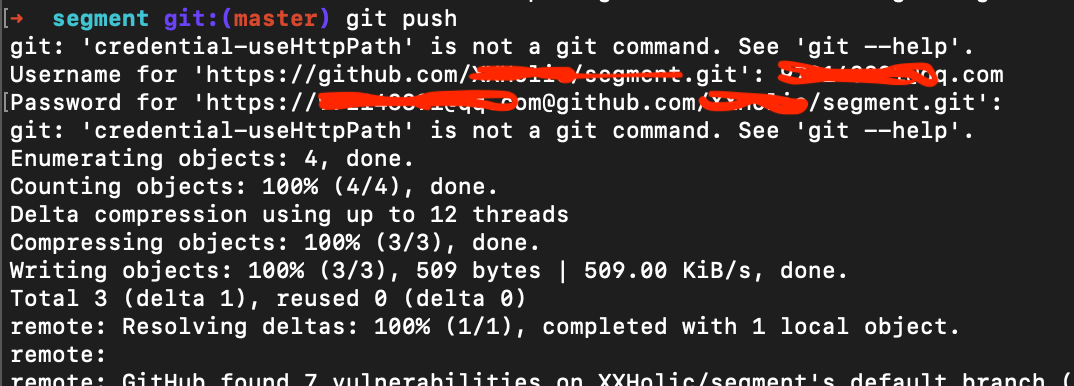 → segment git:(master) git push
git: 'credential-useHttpPath' is not a git command. See 'git --help'.
Username for 'https://github.com/ /segment.git': qq.com
Password for 'https:// @qq.com@github.com/ /segment.git':
git: 'credential-useHttpPath' is not a git command. See 'git --help'.
Enumerating objects: 4, done.
Counting objects: 100% (4/4), done.
Delta compression using up to 12 threads
Compressing objects: 100% (3/3), done.
Writing objects: 100% (3/3), 509 bytes | 509.00 KiB/s, done.
Total 3 (delta 1), reused 0 (delta 0)
remote: Resolving deltas: 100% (1/1), completed with 1 local object.
remote:
remote: GitHub found 7 vulnerabilities on XXHolic/segment's default branch (